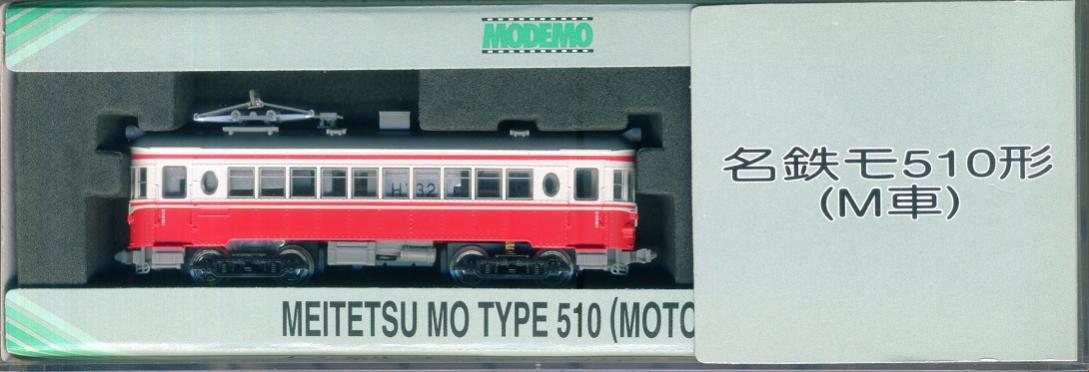 MODEMO
名鉄モ510形
(M車)
MEITETSU MO TYPE 510 (MOTO